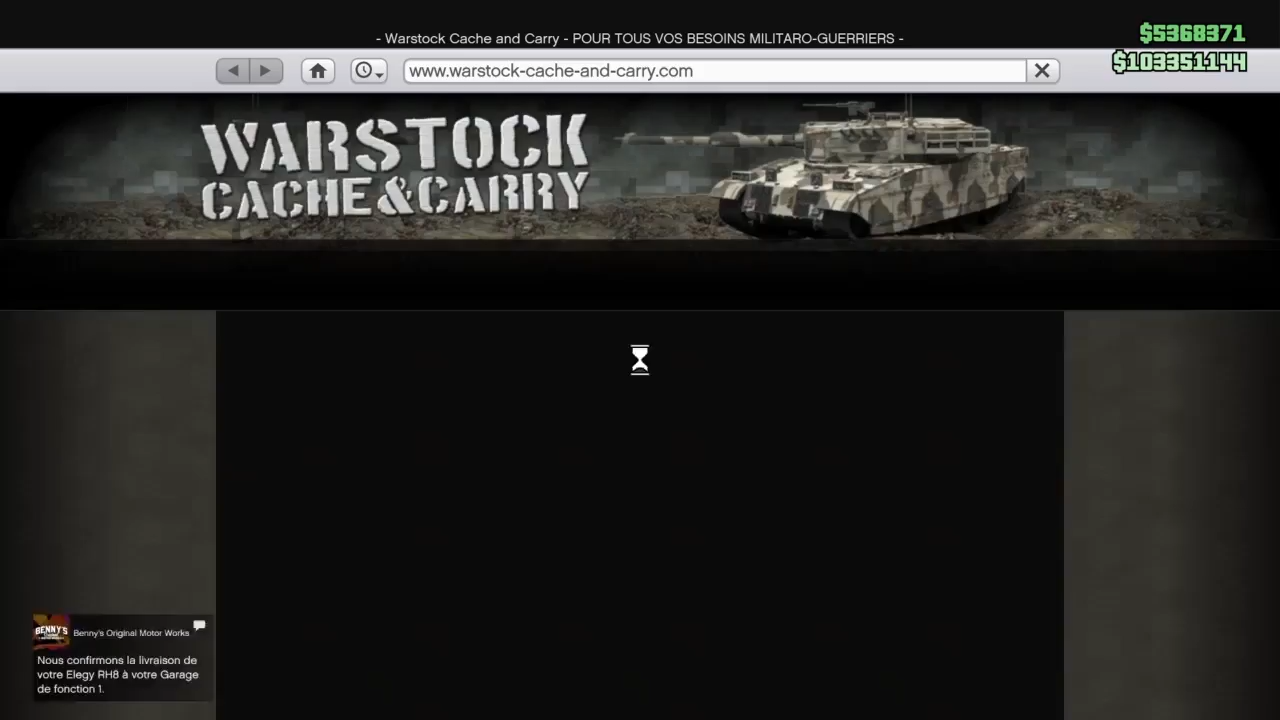 - Warstock Cache and Carry - POUR TOUS VOS BESOINS MILITARO-GUERRIERS -
$5368371
$103351144
www.warstock-cache-and-carry.com
WARSTOCK
CACHE&CARRY
BENNY'S
Benny's Original Motor Works
Nous confirmons la livraison de
votre Elegy RH8 à votre Garage
de fonction 1.